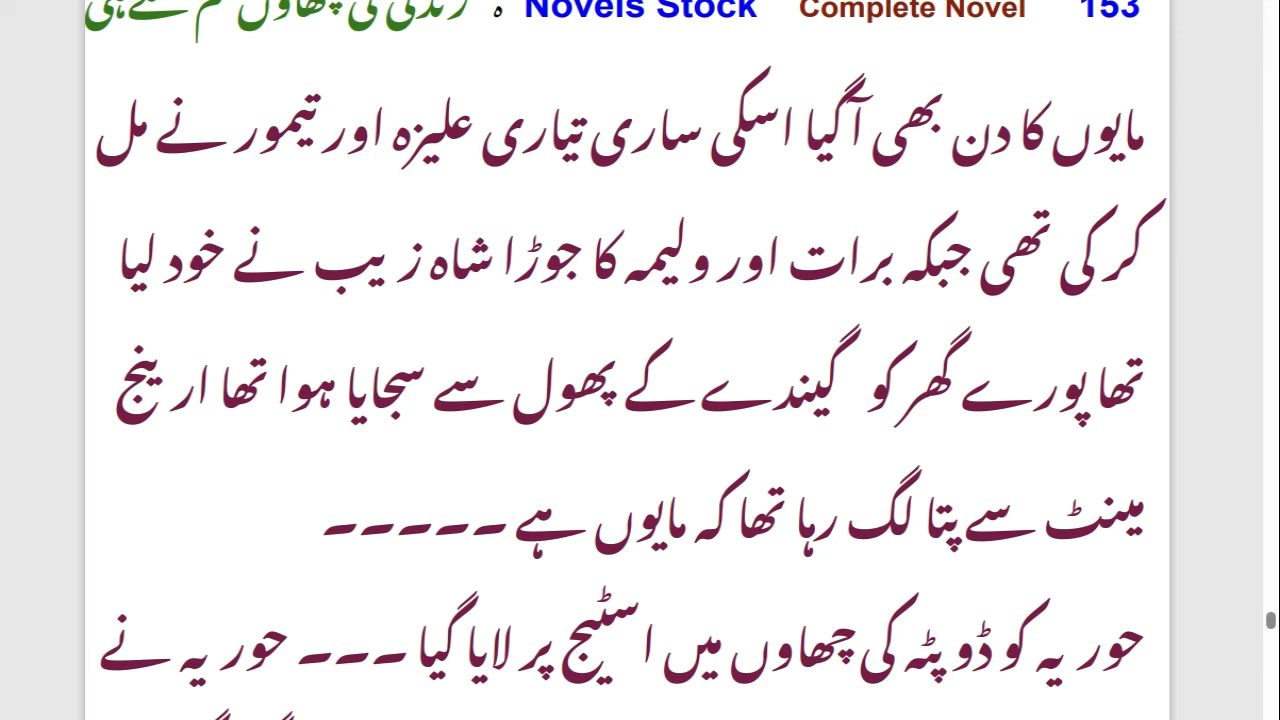 153 Complete Novel Novels Stock
مایوں کا دن بھی آگیا اسکی ساری تیاری علیزہ اور تیمور نے مل
کر کی تھی جبکہ برات اور ولیمہ کا جوڑا شاہ زیب نے خود لیا
تھا پورے گھر کو گیندے کے پھول سے سجایا ہوا تھا ارینج
مینٹ سے پتا لگ رہا تھا کہ مایوں ہے ۔۔۔۔۔
حوریہ کو ڈوپٹہ کی چھاوں میں اسٹیج پر لایا گیا ۔۔۔ حوریہ نے